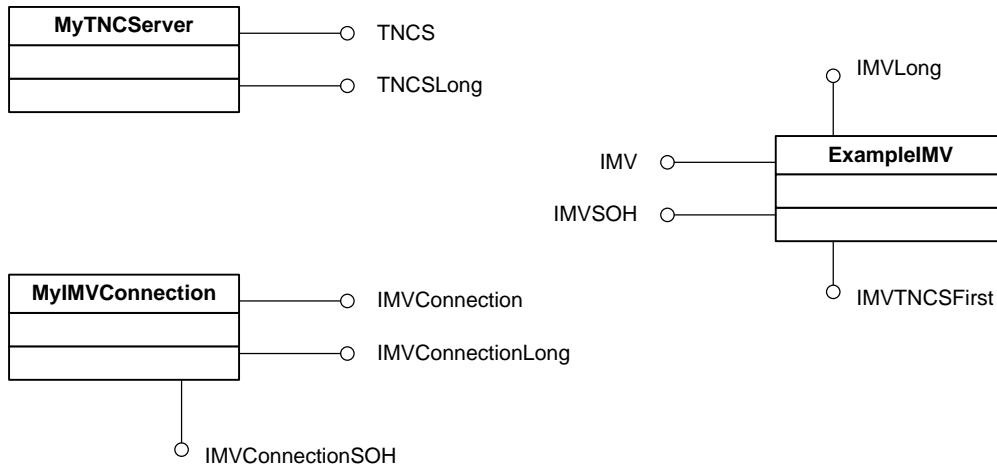 MyTNCServer
TNCS
TNCSLong
IMVLong
IMV
ExampleIMV
IMVSOH
MyIMVConnection
IMVConnection
IMVTNCSFirst
IMVConnectionLong
IMVConnectionSOH